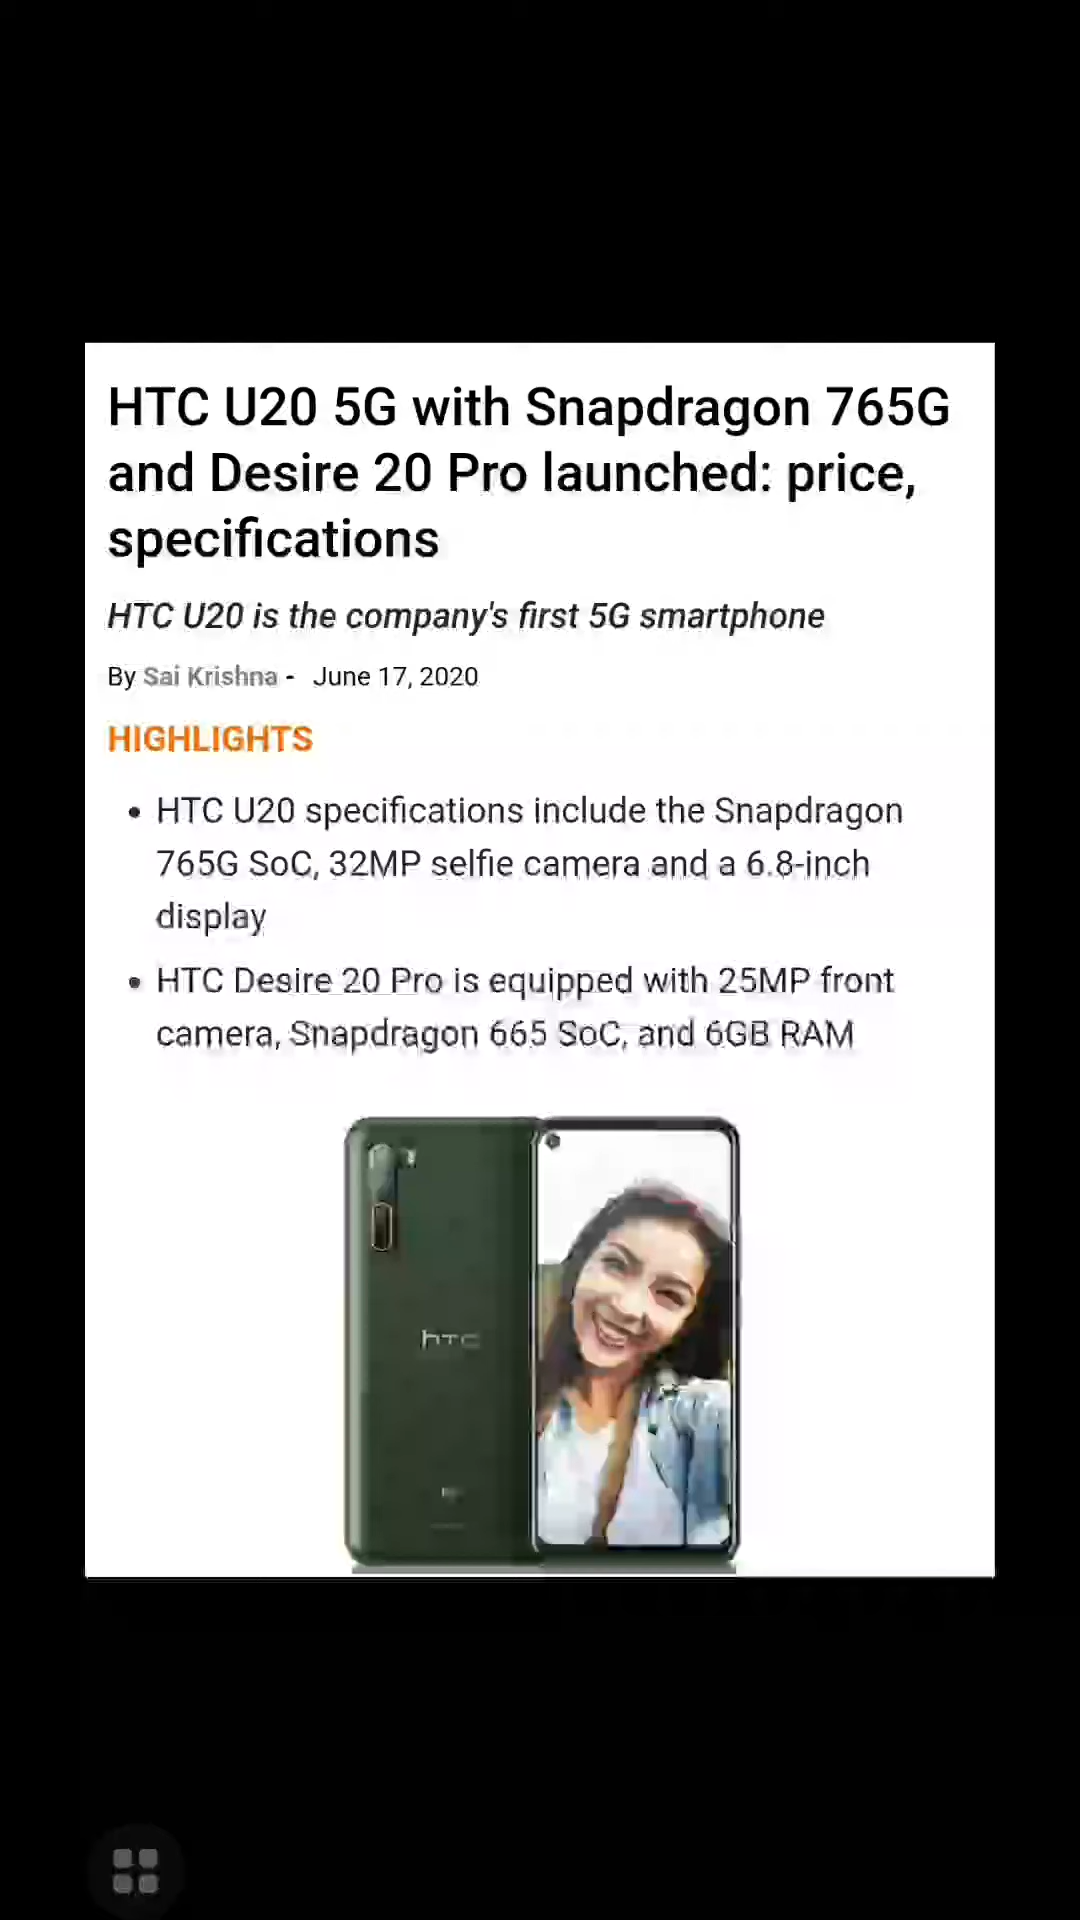 HTC U20 5G with Snapdragon 765G
and Desire 20 Pro launched: price,
specifications
HTC U20 is the company's first 5G smartphone
By Sai Krishna - June 17, 2020
HIGHLIGHTS
• HTC U20 specifications include the Snapdragon
765G SoC, 32MP selfie camera and a 6.8-inch
display
• HTC Desire 20 Pro is equipped with 25MP front
camera, Snapdragon 665 SoC, and 6GB RAM
hTC